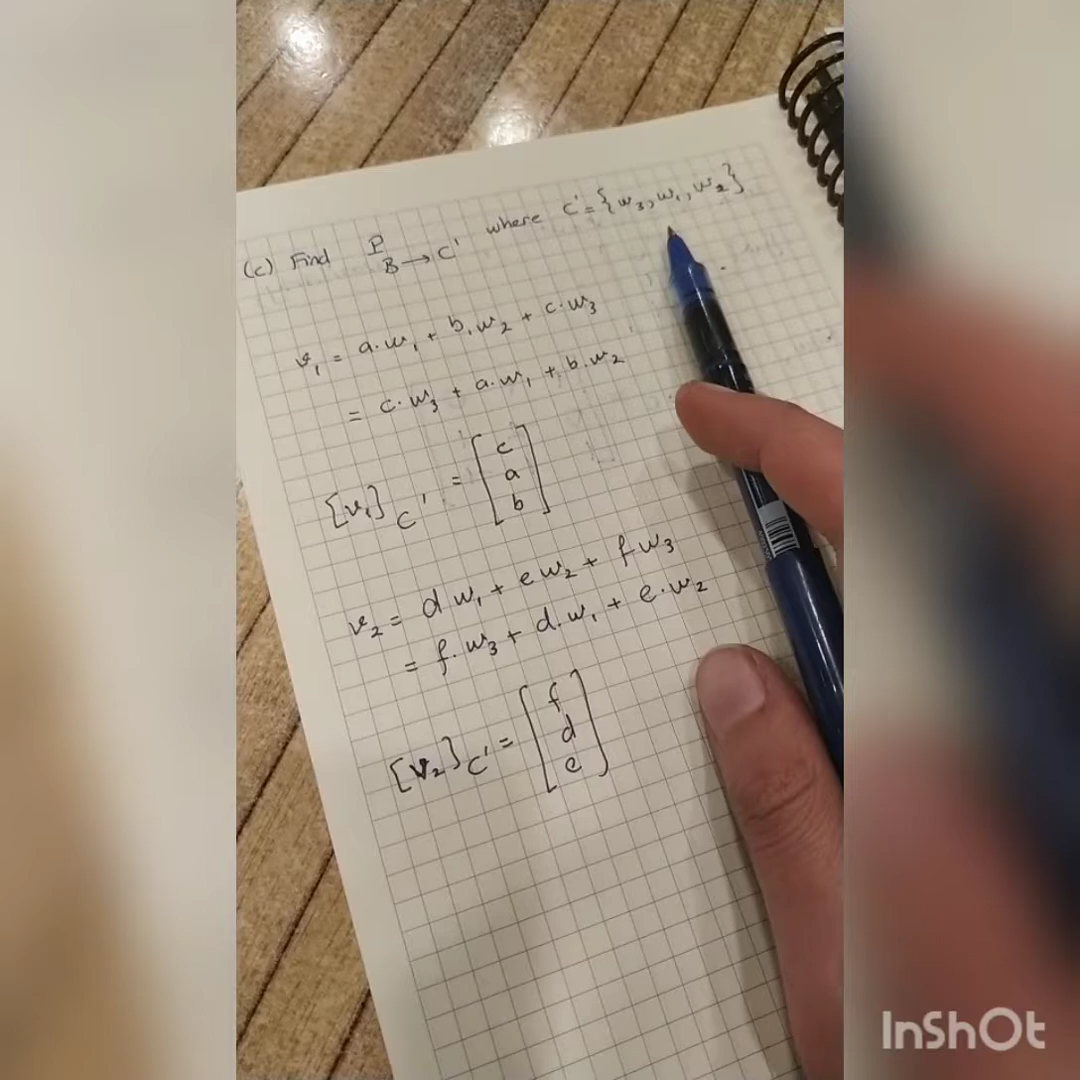 (c) Find P B→C' where C' = {w₃, w₁, w₂}
v₁ = a·w₁ + b·w₂ + c·w₃
= c·w₃ + a·w₁ + b·w₂
[v₁]C' = [c a b]
v₂ = d w₁ + e w₂ + f w₃
= f·w₃ + d·w₁ + e·w₂
[v₂]C' = [f d e]
InShOt